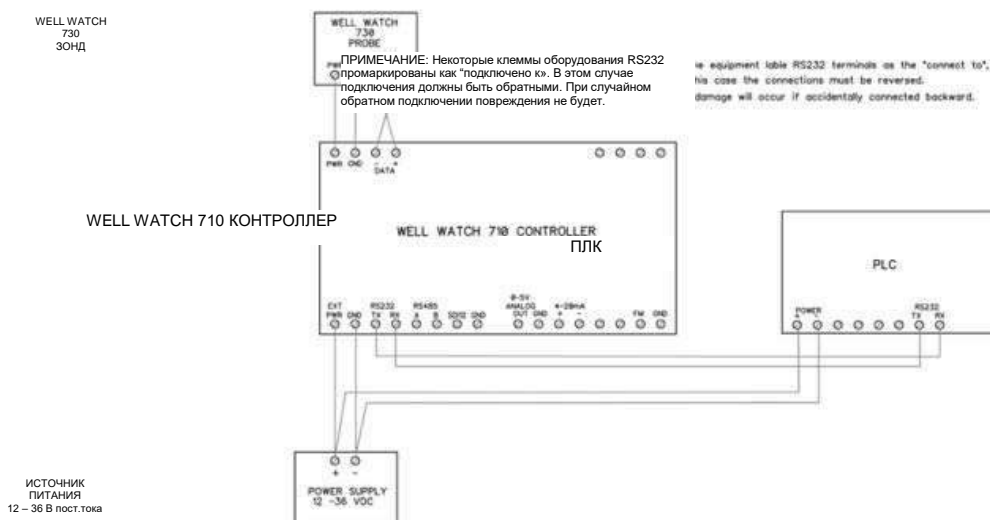 WELL WATCH
730
ЗОНД
WELL WATCH
730
PROBE
PWR
ПРИМЕЧАНИЕ: Некоторые клеммы оборудования RS232
промаркированы как "подключено к». В этом случае
подключения должны быть обратными. При случайном
обратном подключении повреждения не будет.
equipment lable RS232 terminals as the "connect to",
his case the connections must be reversed.
damage will occur if accidentally connected backward.
PWR GND - +
DATA
WELL WATCH 710 КОНТРОЛЛЕР
WELL WATCH 710 CONTROLLER
ПЛК
PLC
EXT RS232 RS485 0-5V ANALOG 4-20mA
PWR GND TX RX A B SDI12 GND OUT GND + - FM GND
POWER RS232
+ - TX RX
+ -
POWER SUPPLY
12 -36 VDC
ИСТОЧНИК
ПИТАНИЯ
12 – 36 В пост.тока